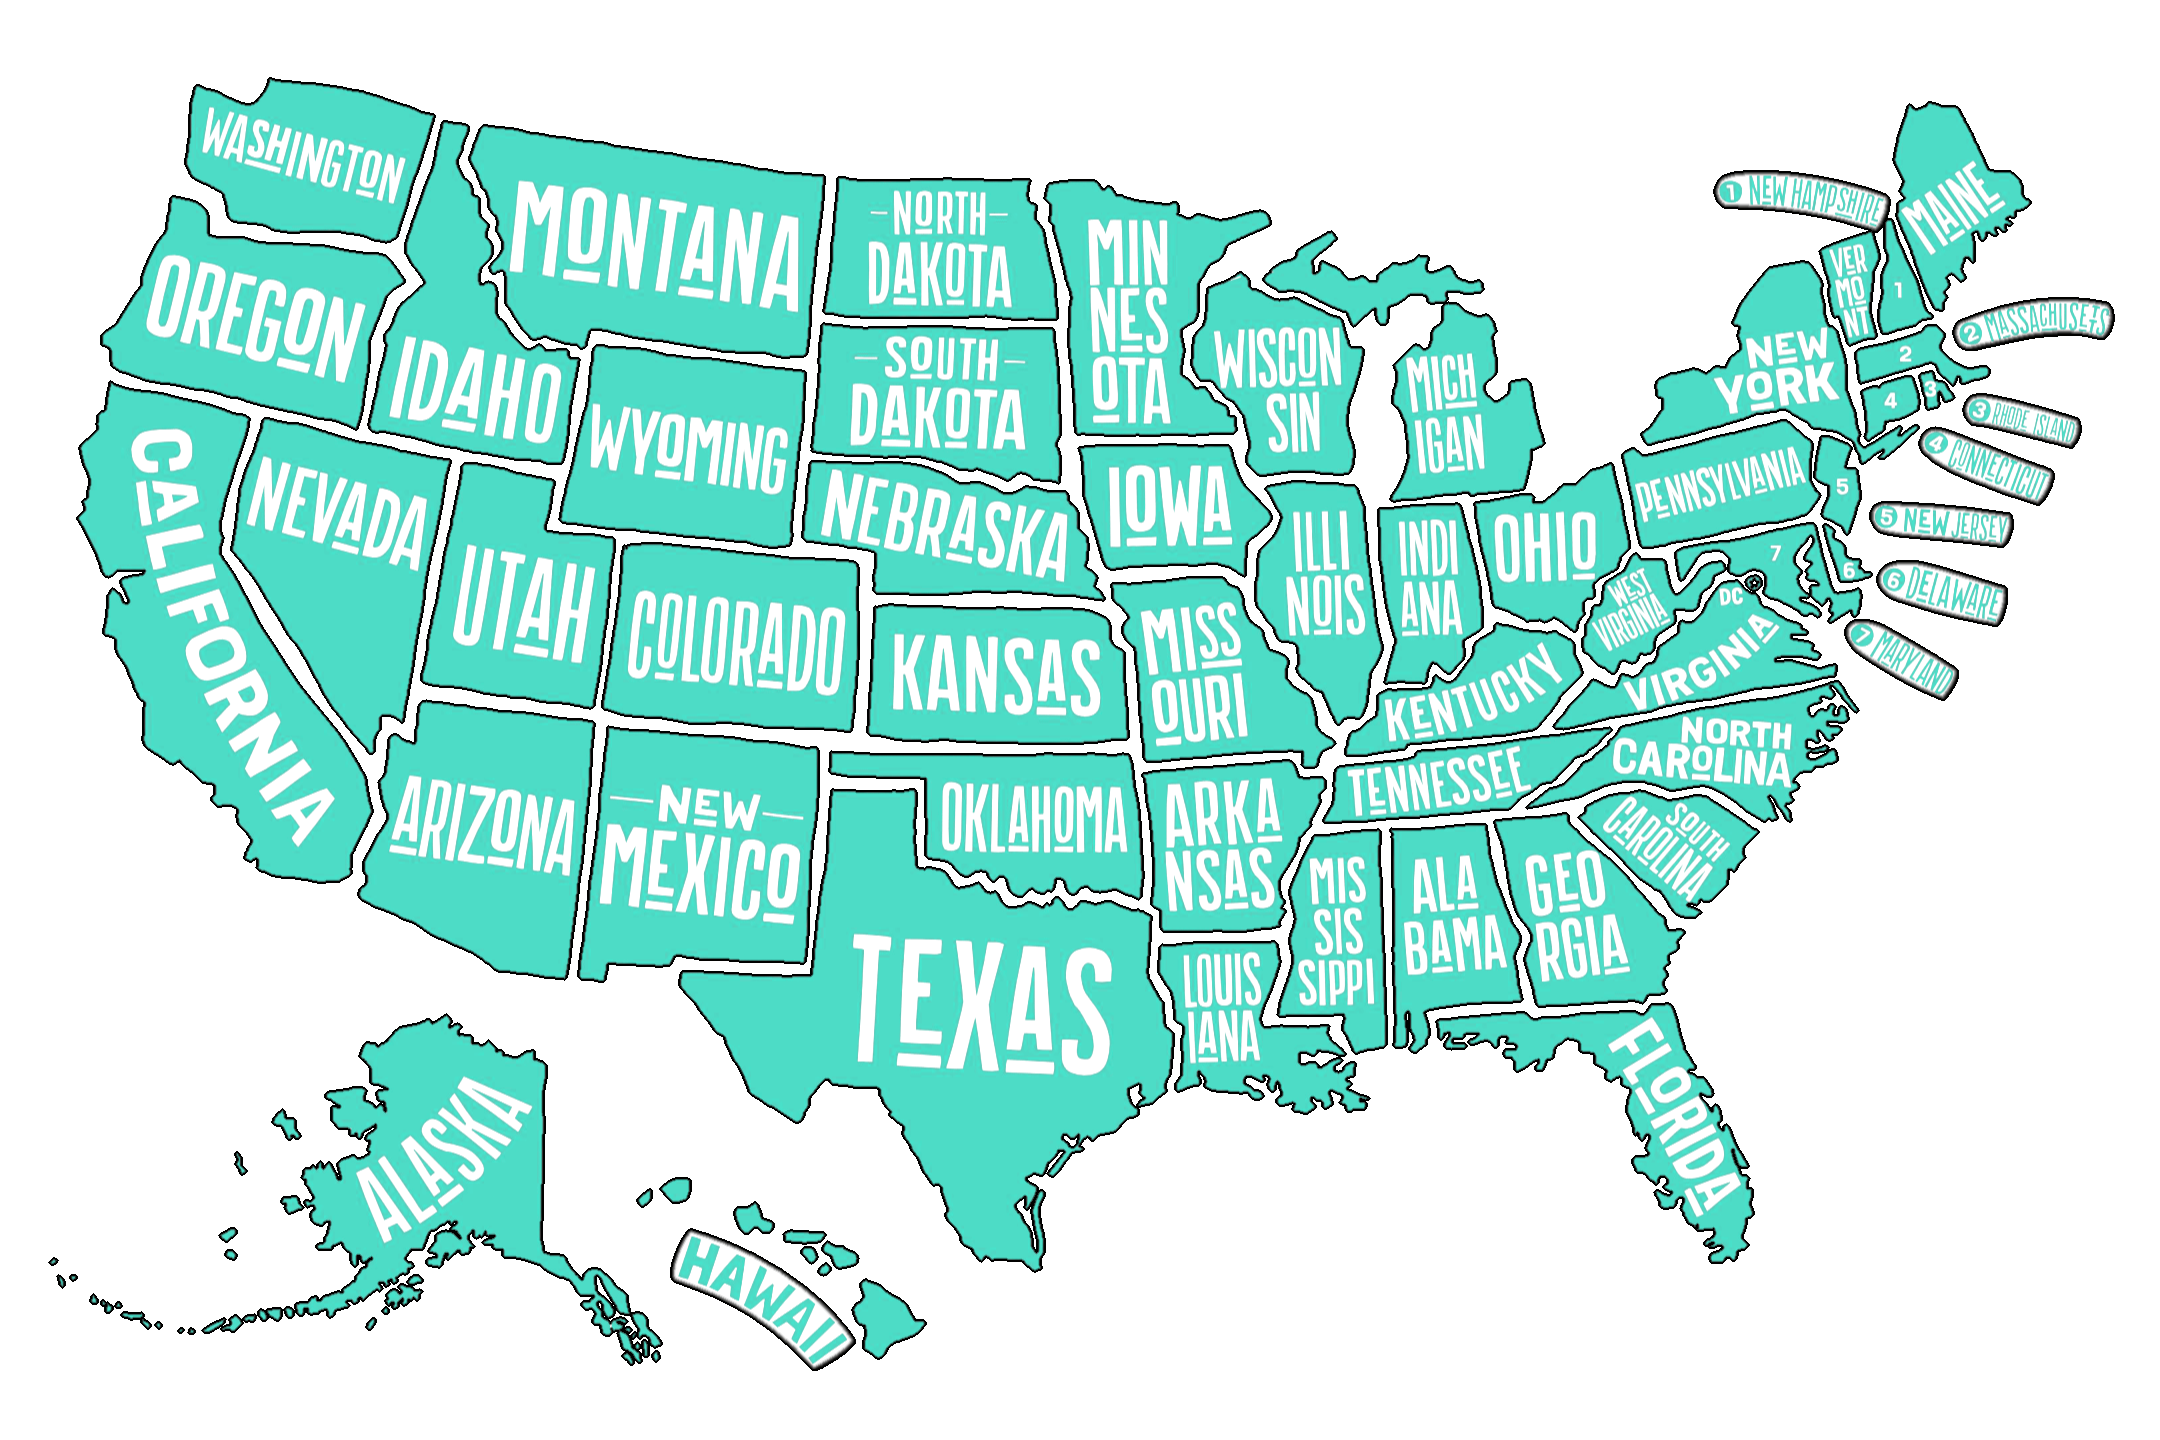 WASHINGTON
OREGON
CALIFORNIA
IDAHO
NEVADA
MONTANA
WYOMING
UTAH
COLORADO
ARIZONA
–NEW–
MEXICO
–NORTH–
DAKOTA
–SOUTH–
DAKOTA
NEBRASKA
KANSAS
OKLAHOMA
TEXAS
MIN
NES
OTA
IOWA
MISS
OURI
ARKA
NSAS
LOUIS
IANA
WISCON
SIN
ILLI
NOIS
MICH
IGAN
INDI
ANA
OHIO
KENTUCKY
TENNESSEE
MIS
SIS
SIPPI
ALA
BAMA
GEO
RGIA
FLORIDA
SOUTH
CAROLINA
NORTH
CAROLINA
VIRGINIA
WEST
VIRGINIA
DC
PENNSYLVANIA
NEW
YORK
VER
MO
NT
MAINE
1
2
3
4
5
6
7
1 NEW HAMPSHIRE
2 MASSACHUSETS
3 RHODE ISLAND
4 CONNECTICUT
5 NEW JERSEY
6 DELAWARE
7 MARYLAND
ALASKA
HAWAII